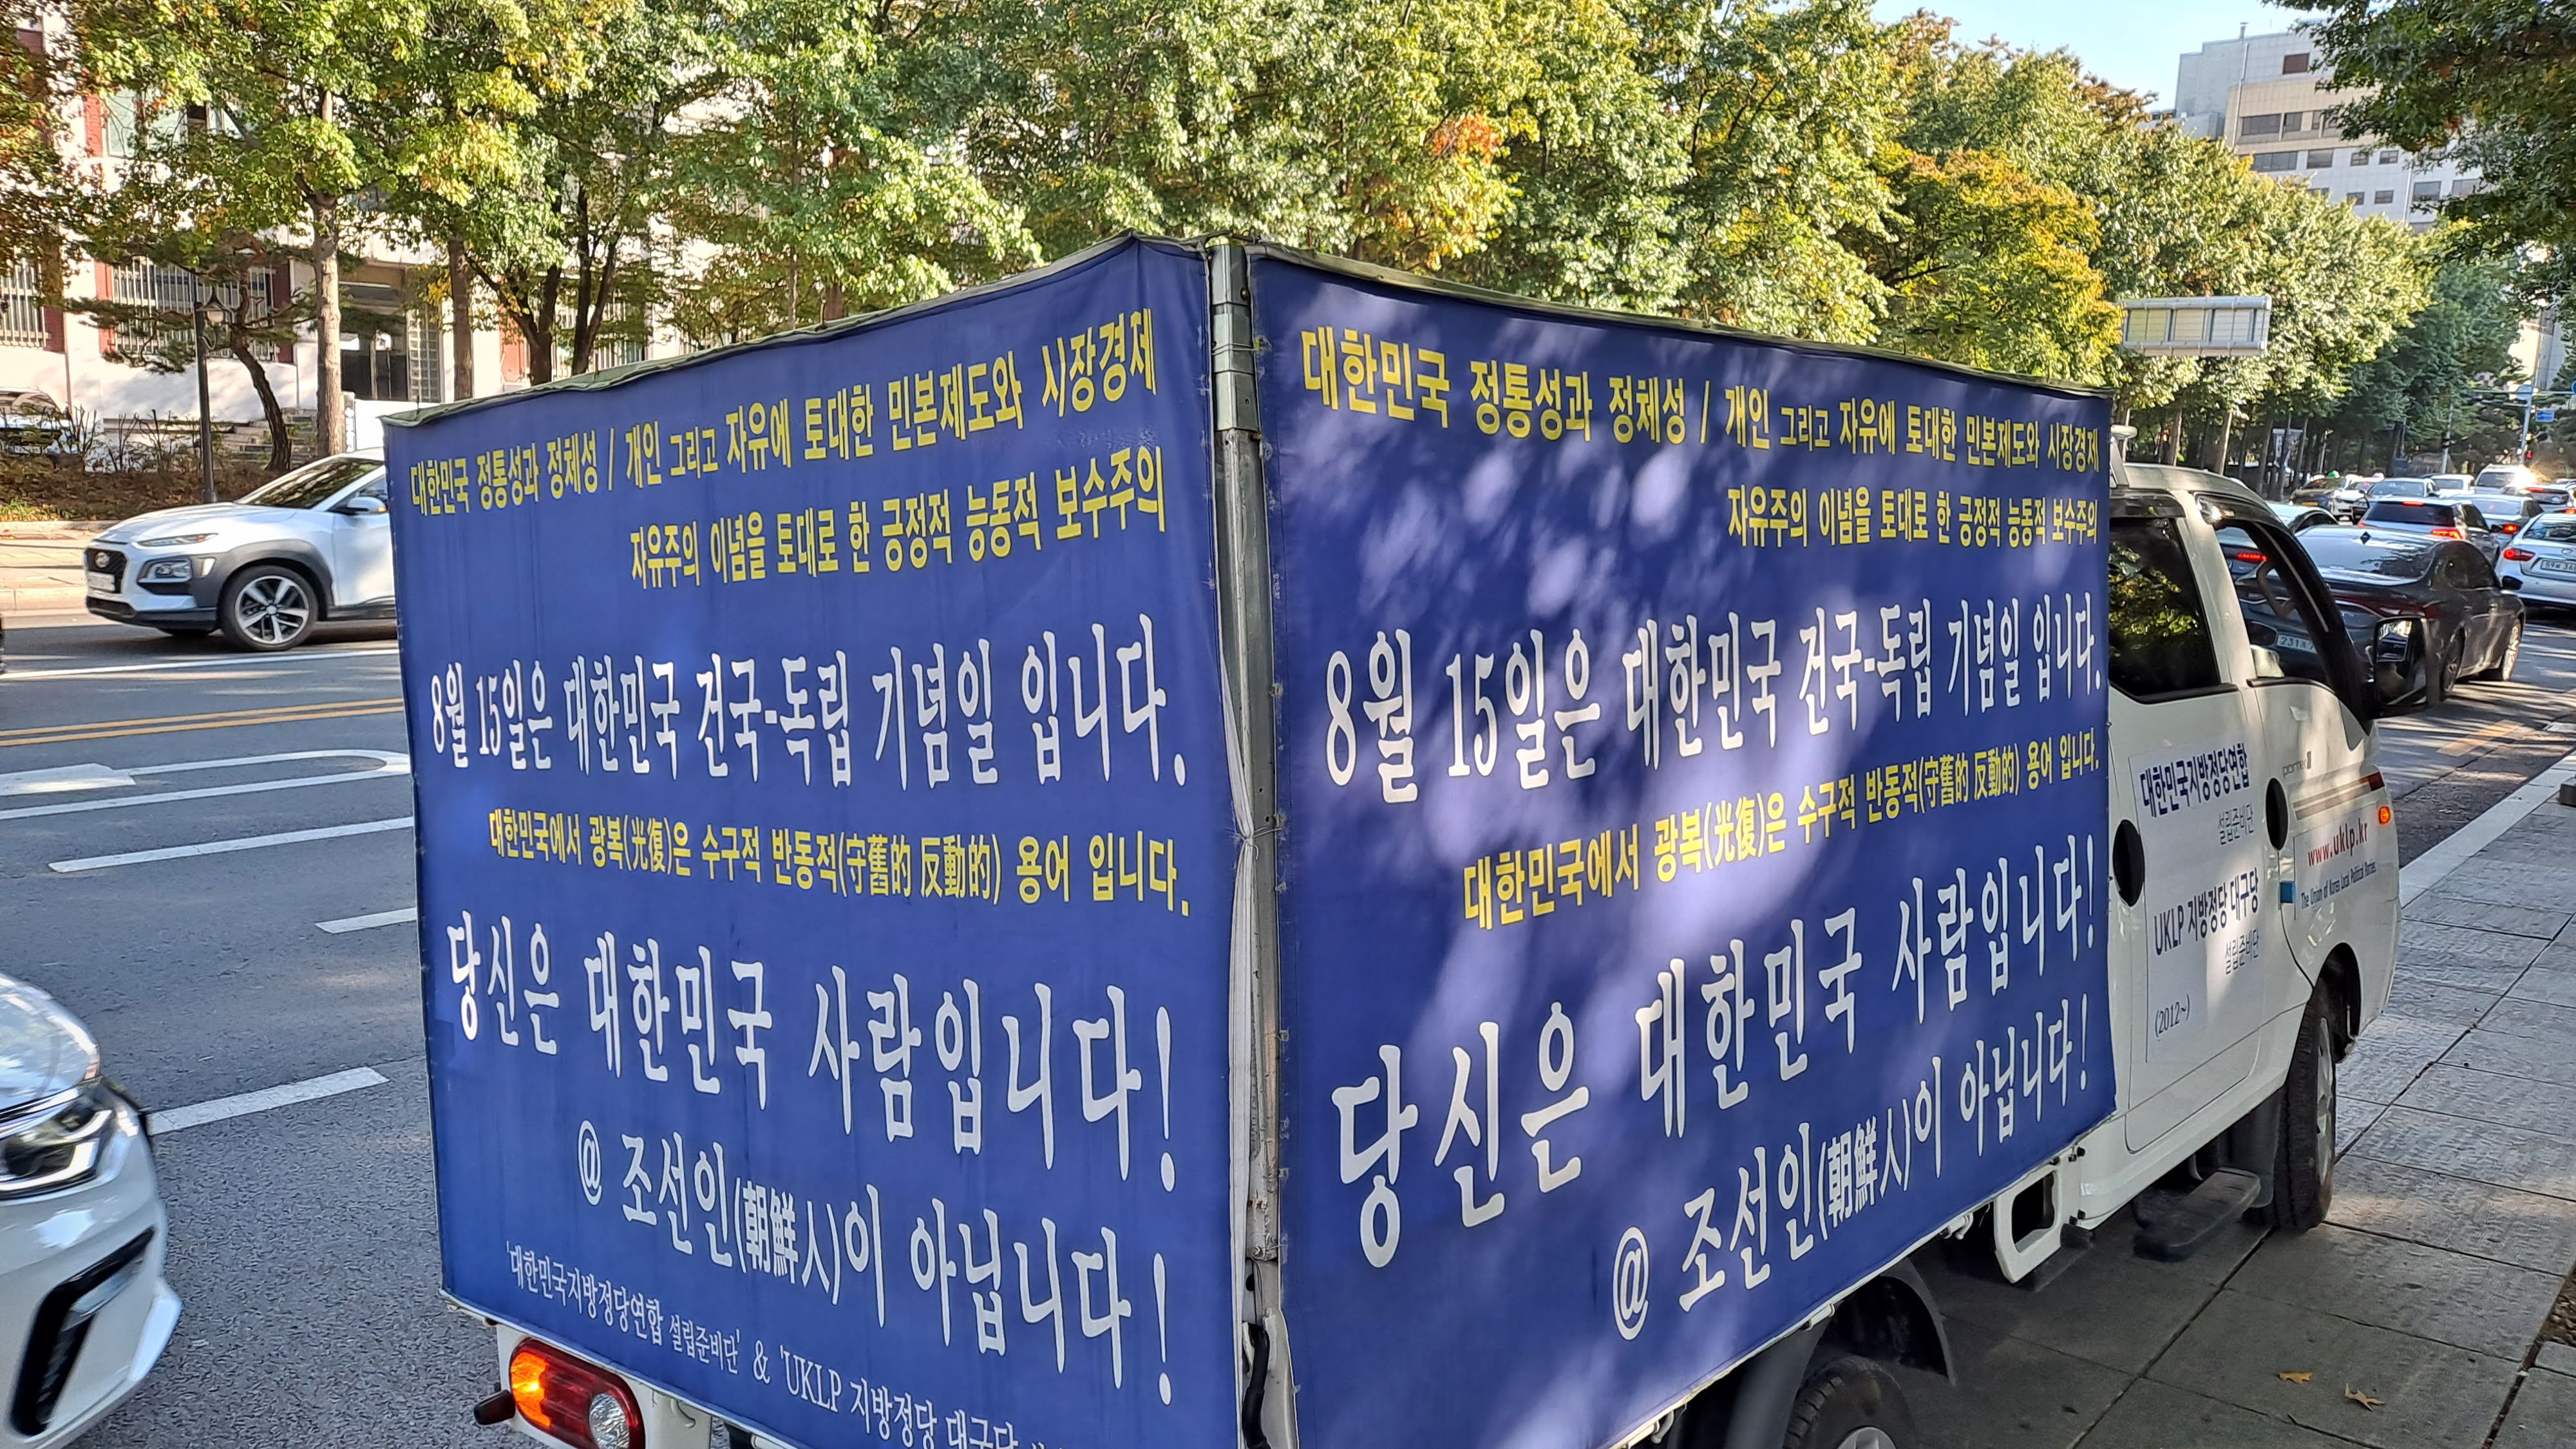 대한민국 정통성과 정체성 / 개인 그리고 자유에 토대한 민본제도와 시장경제
자유주의 이념을 토대로 한 긍정적 능동적 보수주의
8월 15일은 대한민국 건국-독립 기념일 입니다.
대한민국에서 광복(光復)은 수구적 반동적(守舊的 反動的) 용어 입니다.
당신은 대한민국 사람입니다!
@ 조선인(朝鮮人)이 아닙니다!
'대한민국지방정당연합 설립준비단' & 'UKLP 지방정당 대구당
대한민국 정통성과 정체성 / 개인 그리고 자유에 토대한 민본제도와 시장경제
자유주의 이념을 토대로 한 긍정적 능동적 보수주의
8월 15일은 대한민국 건국-독립 기념일 입니다.
대한민국에서 광복(光復)은 수구적 반동적(守舊的 反動的) 용어 입니다.
당신은 대한민국 사람입니다!
@ 조선인(朝鮮人)이 아닙니다!
대한민국지방정당연합
설립준비단
UKLP 지방정당 대구당
설립준비단
(2012~)
www.uklp.kr
The Union of Korea Local Political Parties